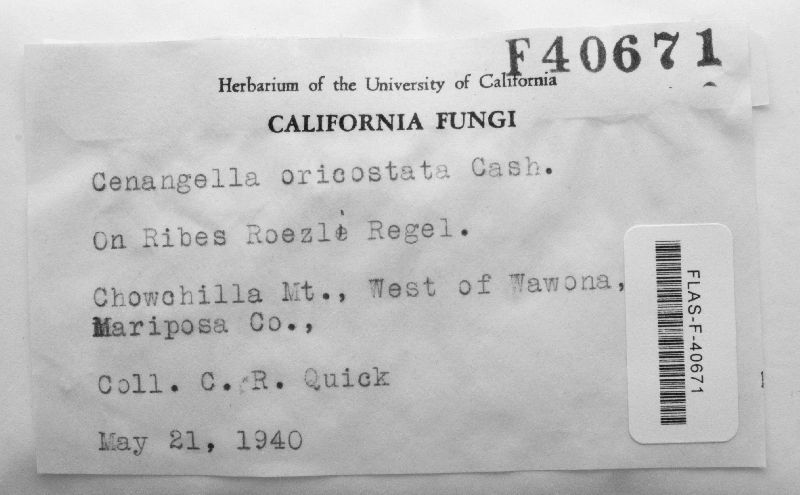 F40671
Herbarium of the University of California
CALIFORNIA FUNGI
Cenangella oricostata Cash.
On Ribes Roezli Regel.
Chowchilla Mt., West of Wawona,
Mariposa Co.,
Coll. C. R. Quick
May 21, 1940
FLAS-F-40671